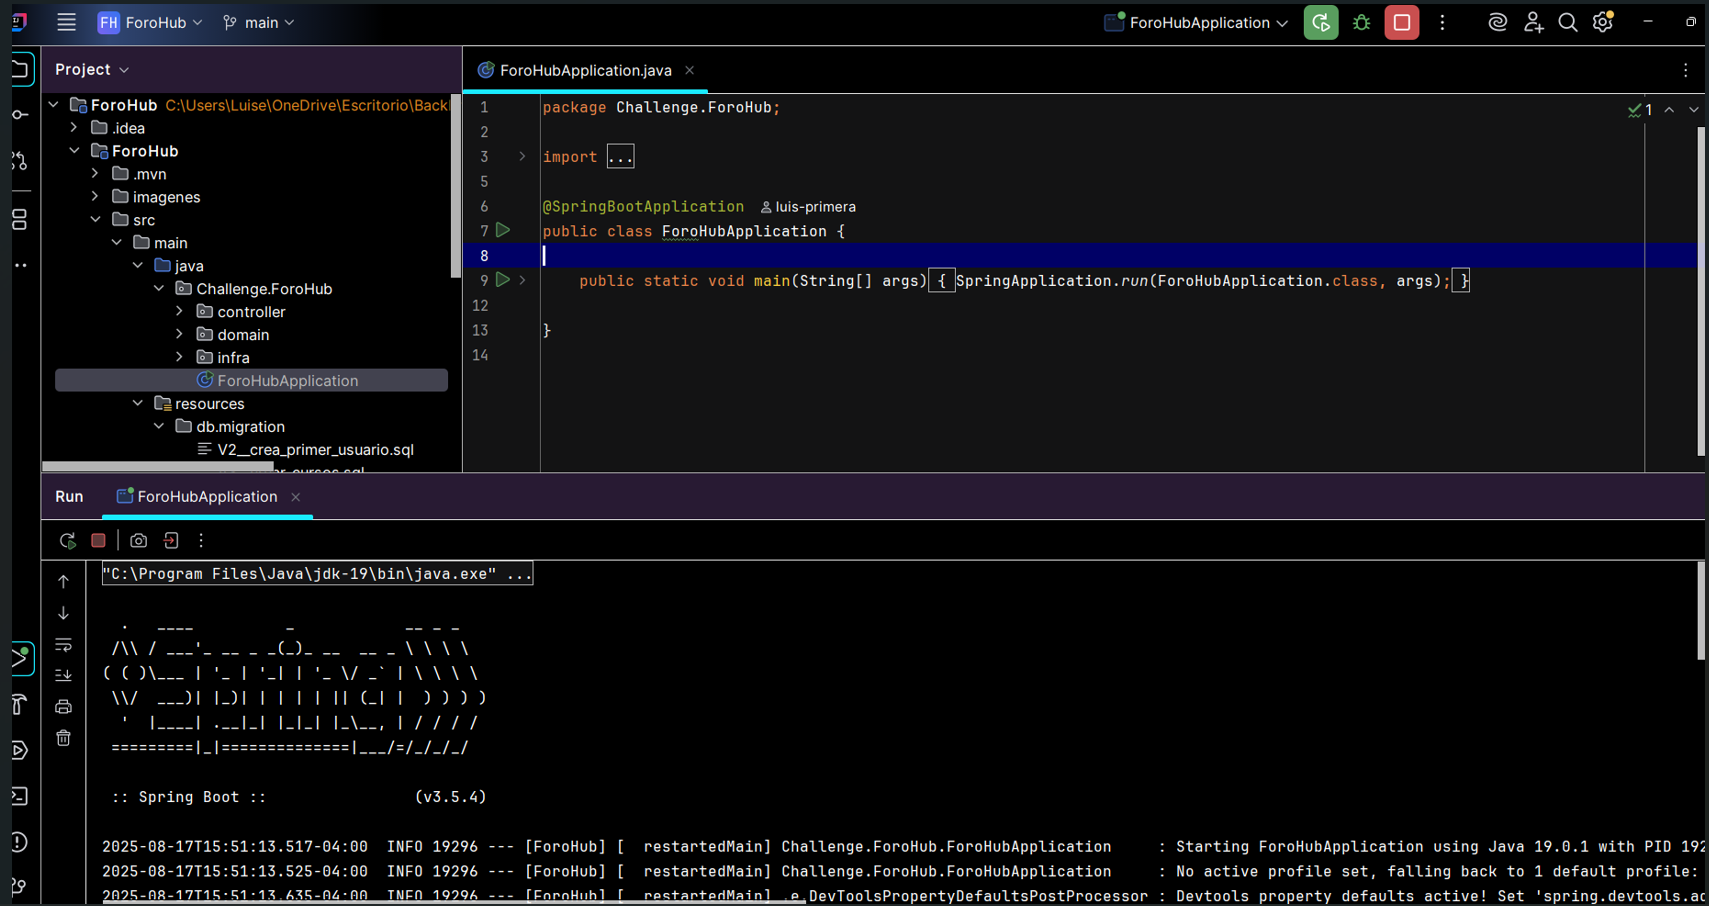 FH ForoHub main
ForoHubApplication
Project
ForoHubApplication.java
ForoHub C:\Users\Luise\OneDrive\Escritorio\Back
.idea
ForoHub
.mvn
imagenes
src
main
java
Challenge.ForoHub
controller
domain
infra
ForoHubApplication
resources
db.migration
V2__crea_primer_usuario.sql
1 package Challenge.ForoHub;
2
3 import ...
5
6 @SpringBootApplication luis-primera
7 public class ForoHubApplication {
8
9 public static void main(String[] args) { SpringApplication.run(ForoHubApplication.class, args); }
12
13 }
14
1
Run ForoHubApplication
"C:\Program Files\Java\jdk-19\bin\java.exe" ...
  .   ____          _            __ _ _
 /\\ / ___'_ __ _ _(_)_ __  __ _ \ \ \ \
( ( )\___ | '_ | '_| | '_ \/ _` | \ \ \ \
 \\/  ___)| |_)| | | | | || (_| |  ) ) ) )
  '  |____| .__|_| |_|_| |_\__, | / / / /
 =========|_|==============|___/=/_/_/_/
 :: Spring Boot ::                (v3.5.4)
2025-08-17T15:51:13.517-04:00  INFO 19296 --- [ForoHub] [  restartedMain] Challenge.ForoHub.ForoHubApplication     : Starting ForoHubApplication using Java 19.0.1 with PID 192
2025-08-17T15:51:13.525-04:00  INFO 19296 --- [ForoHub] [  restartedMain] Challenge.ForoHub.ForoHubApplication     : No active profile set, falling back to 1 default profile:
2025-08-17T15:51:13.635-04:00  INFO 19296 --- [ForoHub] [  restartedMain] .e.DevToolsPropertyDefaultsPostProcessor : Devtools property defaults active! Set 'spring.devtools.ad